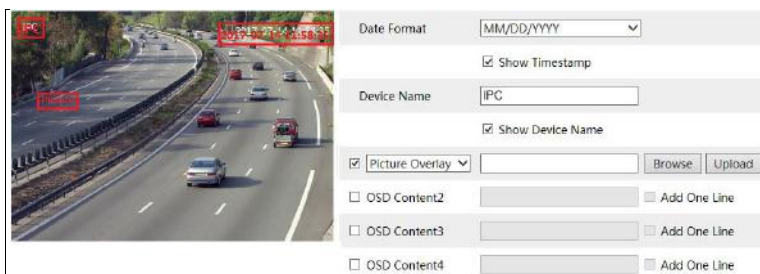 IPC
Date Format MM/DD/YYYY
Show Timestamp
Device Name IPC
Show Device Name
Picture Overlay Browse Upload
OSD Content2 Add One Line
OSD Content3 Add One Line
OSD Content4 Add One Line